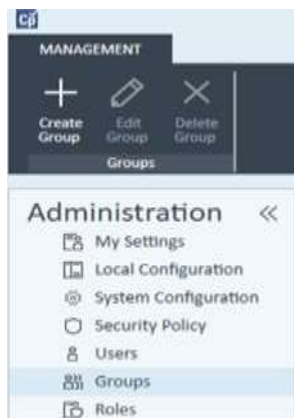 Cp
MANAGEMENT
Create Group
Edit Group
Delete Group
Groups
Administration
My Settings
Local Configuration
System Configuration
Security Policy
Users
Groups
Roles